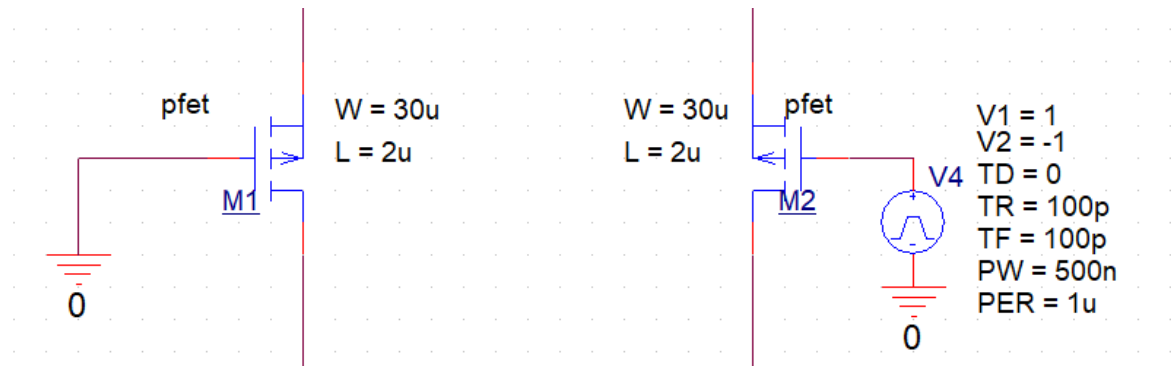 pfet
W = 30u
L = 2u
M1
0
W = 30u
pfet
L = 2u
M2
V4
V1 = 1
V2 = -1
TD = 0
TR = 100p
TF = 100p
PW = 500n
PER = 1u
0